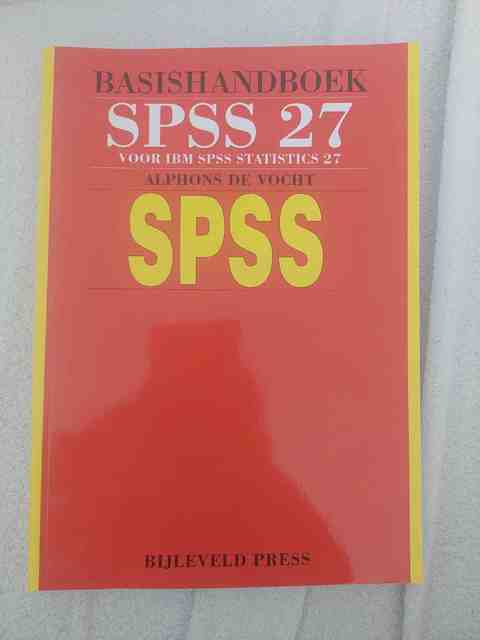 BASISHANDBOEK
SPSS 27
VOOR IBM SPSS STATISTICS 27
ALPHONS DE VOCHT
SPSS
BIJLEVELD PRESS